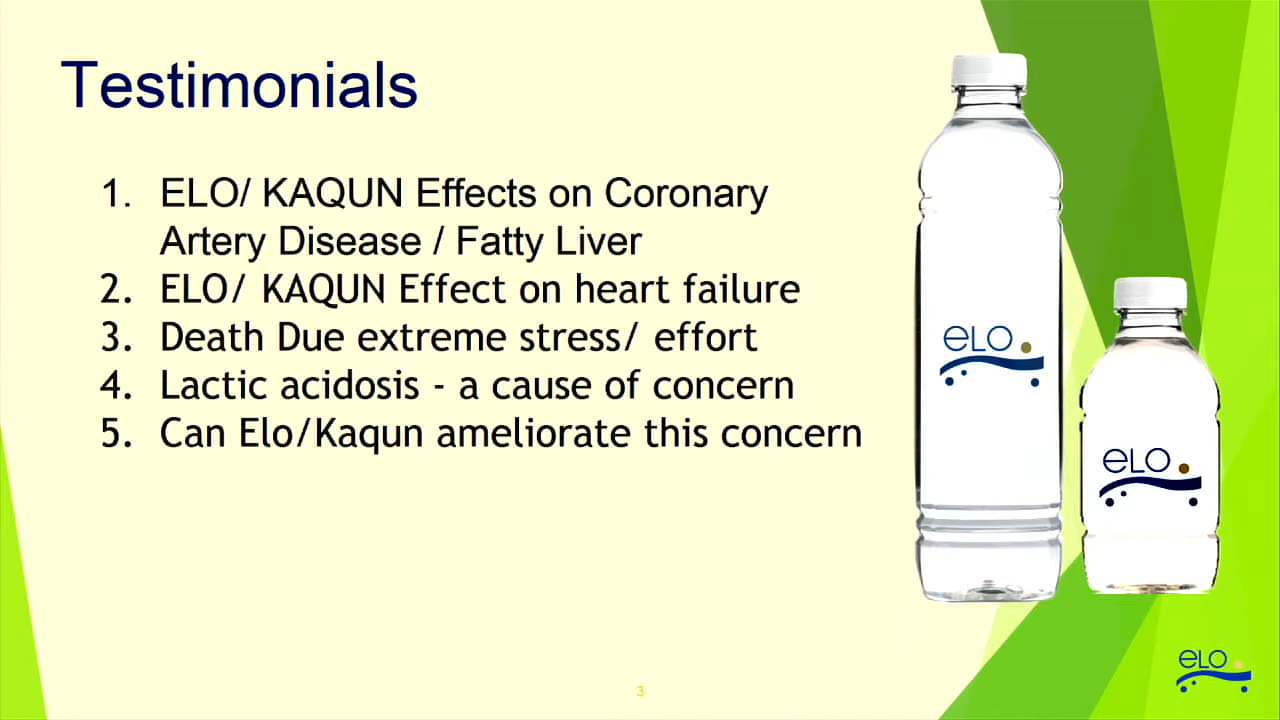 Testimonials
1. ELO/ KAQUN Effects on Coronary
Artery Disease / Fatty Liver
2. ELO/ KAQUN Effect on heart failure
3. Death Due extreme stress/ effort
4. Lactic acidosis - a cause of concern
5. Can Elo/Kaqun ameliorate this concern
eLO
eLO
eLO
3